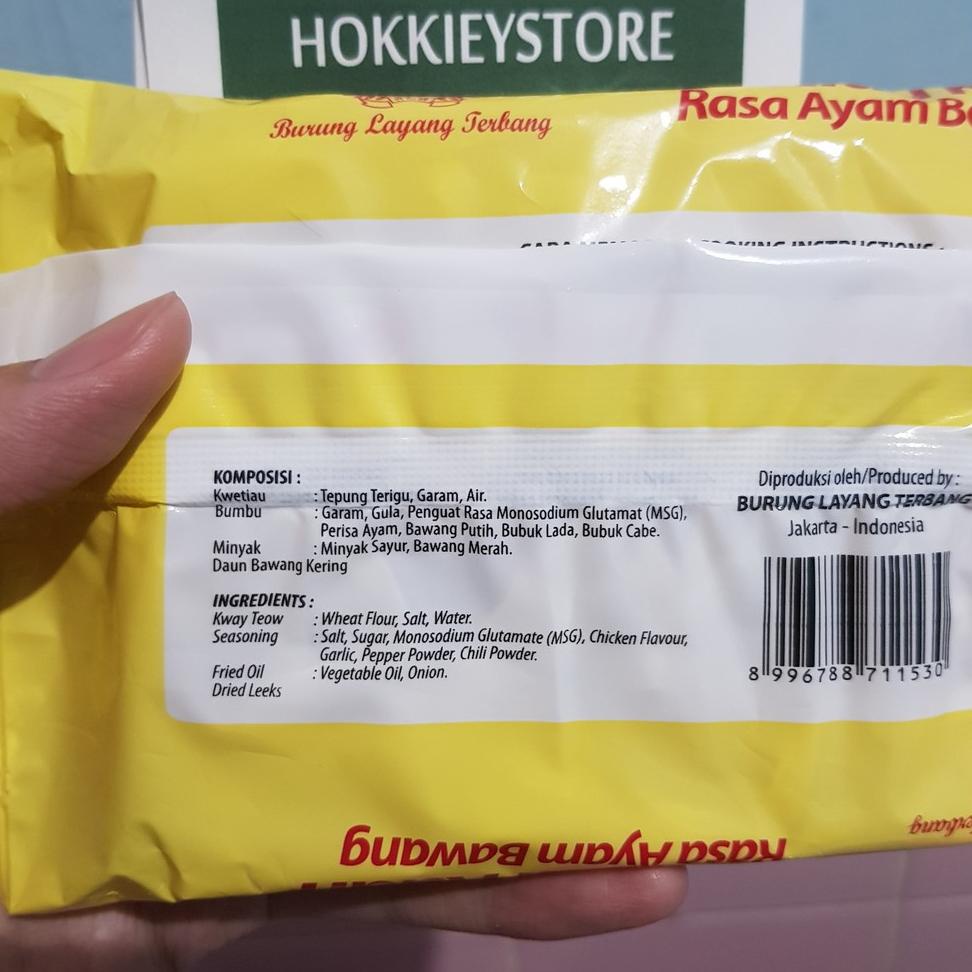 HOKKIEYSTORE
Burung Layang Terbang
Rasa Ayam
COOKING INSTRUCTIONS
KOMPOSISI :
Kwetiau : Tepung Terigu, Garam, Air.
Bumbu : Garam, Gula, Penguat Rasa Monosodium Glutamat (MSG),
Perisa Ayam, Bawang Putih, Bubuk Lada, Bubuk Cabe.
Minyak : Minyak Sayur, Bawang Merah.
Daun Bawang Kering
INGREDIENTS :
Kway Teow : Wheat Flour, Salt, Water.
Seasoning : Salt, Sugar, Monosodium Glutamate (MSG), Chicken Flavour,
Garlic, Pepper Powder, Chili Powder.
Fried Oil : Vegetable Oil, Onion.
Dried Leeks
Diproduksi oleh/Produced by :
BURUNG LAYANG TERBANG
Jakarta - Indonesia
8 996788 711530
Rasa Ayam Bawang